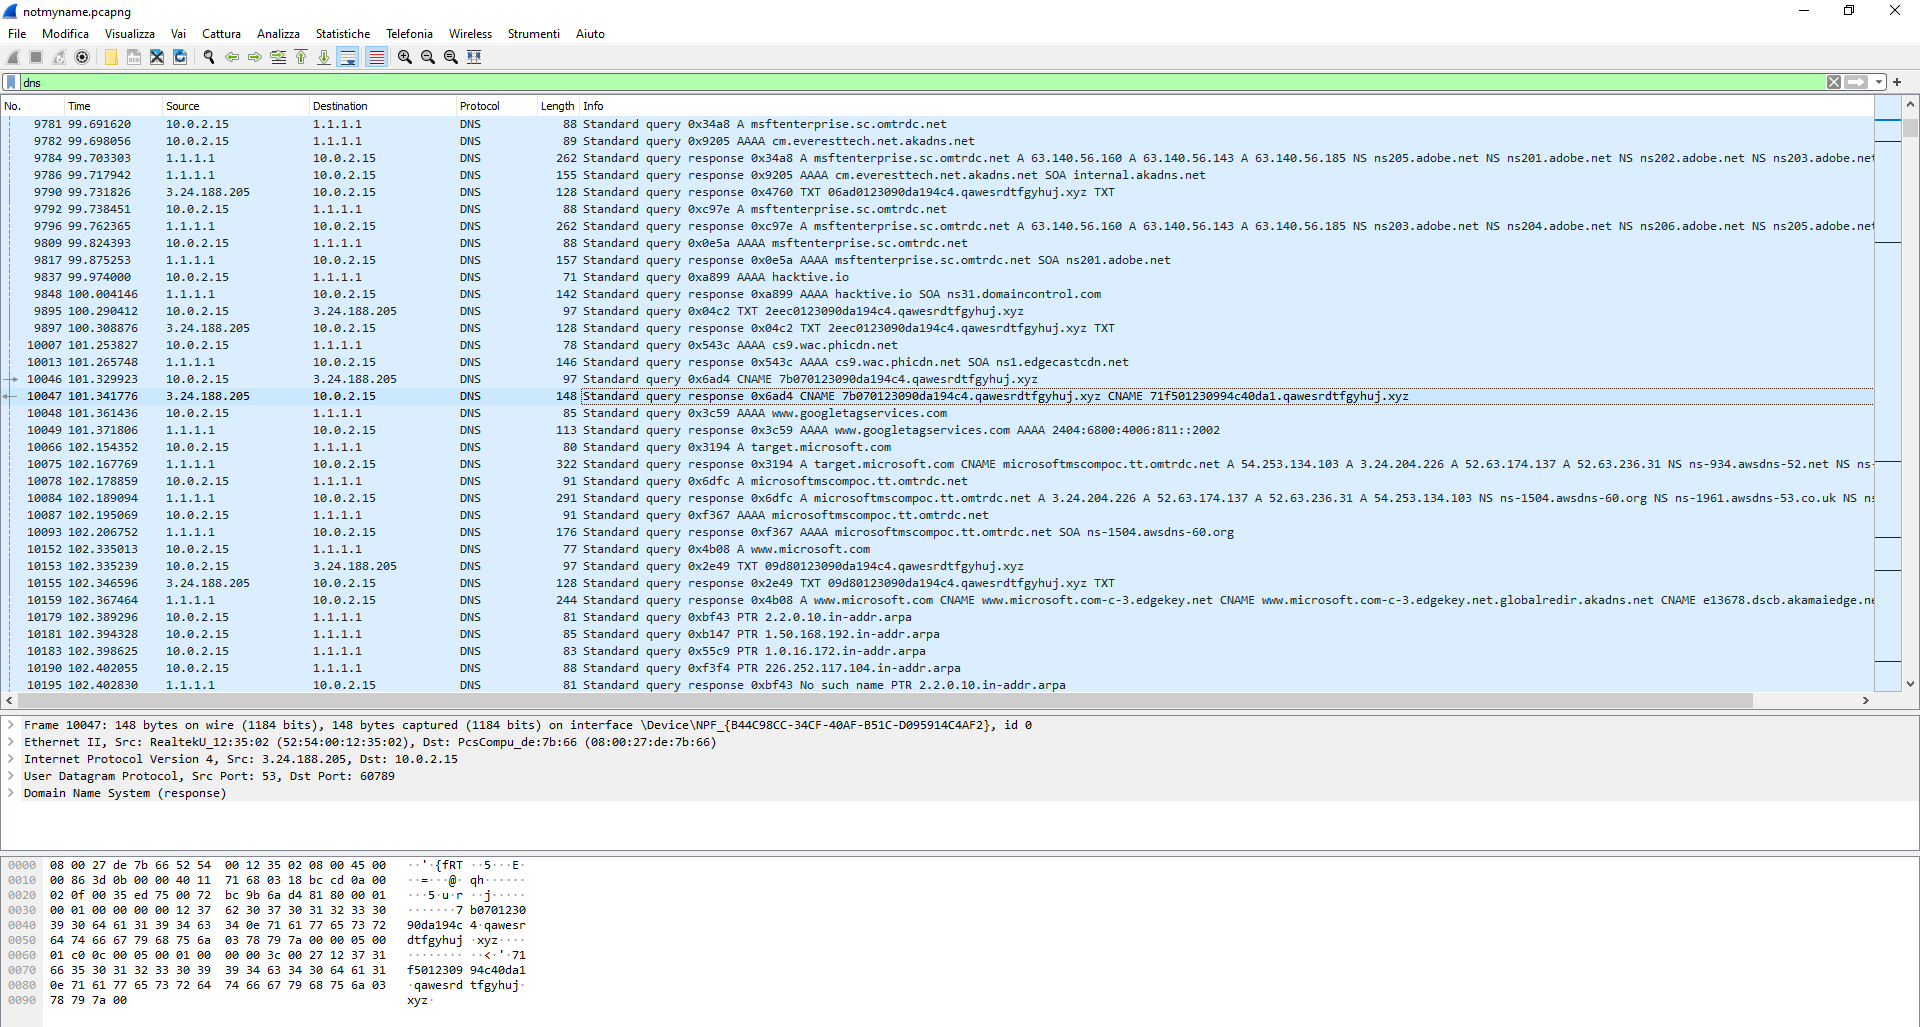 notmyname.pcapng
File Modifica Visualizza Vai Cattura Analizza Statistiche Telefonia Wireless Strumenti Aiuto
dns
No. Time Source Destination Protocol Length Info
9781 99.691620 10.0.2.15 1.1.1.1 DNS 88 Standard query 0x34a8 A msftenterprise.sc.omtrdc.net
9782 99.698056 10.0.2.15 1.1.1.1 DNS 89 Standard query 0x9205 AAAA cm.everesttech.net.akadns.net
9784 99.703303 1.1.1.1 10.0.2.15 DNS 262 Standard query response 0x34a8 A msftenterprise.sc.omtrdc.net A 63.140.56.160 A 63.140.56.143 A 63.140.56.185 NS ns205.adobe.net NS ns201.adobe.net NS ns202.adobe.net NS ns203.adobe.net
9786 99.717942 1.1.1.1 10.0.2.15 DNS 155 Standard query response 0x9205 AAAA cm.everesttech.net.akadns.net SOA internal.akadns.net
9790 99.731826 3.24.188.205 10.0.2.15 DNS 128 Standard query response 0x4760 TXT 06ad0123090da194c4.qawesrdtfgyhuj.xyz TXT
9792 99.738451 10.0.2.15 1.1.1.1 DNS 88 Standard query 0xc97e A msftenterprise.sc.omtrdc.net
9796 99.762365 1.1.1.1 10.0.2.15 DNS 262 Standard query response 0xc97e A msftenterprise.sc.omtrdc.net A 63.140.56.160 A 63.140.56.143 A 63.140.56.185 NS ns203.adobe.net NS ns204.adobe.net NS ns206.adobe.net NS ns205.adobe.net
9809 99.824393 10.0.2.15 1.1.1.1 DNS 88 Standard query 0x0e5a AAAA msftenterprise.sc.omtrdc.net
9817 99.875253 1.1.1.1 10.0.2.15 DNS 157 Standard query response 0x0e5a AAAA msftenterprise.sc.omtrdc.net SOA ns201.adobe.net
9837 99.974000 10.0.2.15 1.1.1.1 DNS 71 Standard query 0xa899 AAAA hacktive.io
9848 100.004146 1.1.1.1 10.0.2.15 DNS 142 Standard query response 0xa899 AAAA hacktive.io SOA ns31.domaincontrol.com
9895 100.290412 10.0.2.15 3.24.188.205 DNS 97 Standard query 0x04c2 TXT 2eec0123090da194c4.qawesrdtfgyhuj.xyz
9897 100.308876 3.24.188.205 10.0.2.15 DNS 128 Standard query response 0x04c2 TXT 2eec0123090da194c4.qawesrdtfgyhuj.xyz TXT
10007 101.253827 10.0.2.15 1.1.1.1 DNS 78 Standard query 0x543c AAAA cs9.wac.phicdn.net
10013 101.265748 1.1.1.1 10.0.2.15 DNS 146 Standard query response 0x543c AAAA cs9.wac.phicdn.net SOA ns1.edgecastcdn.net
10046 101.329923 10.0.2.15 3.24.188.205 DNS 97 Standard query 0x6ad4 CNAME 7b070123090da194c4.qawesrdtfgyhuj.xyz
10047 101.341776 3.24.188.205 10.0.2.15 DNS 148 Standard query response 0x6ad4 CNAME 7b070123090da194c4.qawesrdtfgyhuj.xyz CNAME 71f501230994c40da1.qawesrdtfgyhuj.xyz
10048 101.361436 10.0.2.15 1.1.1.1 DNS 85 Standard query 0x3c59 AAAA www.googletagservices.com
10049 101.371806 1.1.1.1 10.0.2.15 DNS 113 Standard query response 0x3c59 AAAA www.googletagservices.com AAAA 2404:6800:4006:811::2002
10066 102.154352 10.0.2.15 1.1.1.1 DNS 80 Standard query 0x3194 A target.microsoft.com
10075 102.167769 1.1.1.1 10.0.2.15 DNS 322 Standard query response 0x3194 A target.microsoft.com CNAME microsoftmscompoc.tt.omtrdc.net A 54.253.134.103 A 3.24.204.226 A 52.63.174.137 A 52.63.236.31 NS ns-934.awsdns-52.net NS ns-
10078 102.178859 10.0.2.15 1.1.1.1 DNS 91 Standard query 0x6dfc A microsoftmscompoc.tt.omtrdc.net
10084 102.189094 1.1.1.1 10.0.2.15 DNS 291 Standard query response 0x6dfc A microsoftmscompoc.tt.omtrdc.net A 3.24.204.226 A 52.63.174.137 A 52.63.236.31 A 54.253.134.103 NS ns-1504.awsdns-60.org NS ns-1961.awsdns-53.co.uk NS ns
10087 102.195069 10.0.2.15 1.1.1.1 DNS 91 Standard query 0xf367 AAAA microsoftmscompoc.tt.omtrdc.net
10093 102.206752 1.1.1.1 10.0.2.15 DNS 176 Standard query response 0xf367 AAAA microsoftmscompoc.tt.omtrdc.net SOA ns-1504.awsdns-60.org
10152 102.335013 10.0.2.15 1.1.1.1 DNS 77 Standard query 0x4b08 A www.microsoft.com
10153 102.335239 10.0.2.15 3.24.188.205 DNS 97 Standard query 0x2e49 TXT 09d80123090da194c4.qawesrdtfgyhuj.xyz
10155 102.346596 3.24.188.205 10.0.2.15 DNS 128 Standard query response 0x2e49 TXT 09d80123090da194c4.qawesrdtfgyhuj.xyz TXT
10159 102.367464 1.1.1.1 10.0.2.15 DNS 244 Standard query response 0x4b08 A www.microsoft.com CNAME www.microsoft.com-c-3.edgekey.net CNAME www.microsoft.com-c-3.edgekey.net.globalredir.akadns.net CNAME e13678.dscb.akamaiedge.ne
10179 102.389296 10.0.2.15 1.1.1.1 DNS 81 Standard query 0xbf43 PTR 2.2.0.10.in-addr.arpa
10181 102.394328 10.0.2.15 1.1.1.1 DNS 85 Standard query 0xb147 PTR 1.50.168.192.in-addr.arpa
10183 102.398625 10.0.2.15 1.1.1.1 DNS 83 Standard query 0x55c9 PTR 1.0.16.172.in-addr.arpa
10190 102.402055 10.0.2.15 1.1.1.1 DNS 88 Standard query 0xf3f4 PTR 226.252.117.104.in-addr.arpa
10195 102.402830 1.1.1.1 10.0.2.15 DNS 81 Standard query response 0xbf43 No such name PTR 2.2.0.10.in-addr.arpa
Frame 10047: 148 bytes on wire (1184 bits), 148 bytes captured (1184 bits) on interface \Device\NPF_{B44C98CC-34CF-40AF-B51C-D095914C4AF2}, id 0
Ethernet II, Src: RealtekU_12:35:02 (52:54:00:12:35:02), Dst: PcsCompu_de:7b:66 (08:00:27:de:7b:66)
Internet Protocol Version 4, Src: 3.24.188.205, Dst: 10.0.2.15
User Datagram Protocol, Src Port: 53, Dst Port: 60789
Domain Name System (response)
0000 08 00 27 de 7b 66 52 54 00 12 35 02 08 00 45 00 ··'·{fRT ··5···E·
0010 00 86 3d 0b 00 00 40 11 71 68 03 18 bc cd 0a 00 ··=···@· qh······
0020 02 0f 00 35 ed 75 00 72 bc 9b 6a d4 81 80 00 01 ···5·u·r ··j·····
0030 00 01 00 00 00 00 12 37 62 30 37 30 31 32 33 30 ·······7 b0701230
0040 39 30 64 61 31 39 34 63 34 0e 71 61 77 65 73 72 90da194c 4·qawesr
0050 64 74 66 67 79 68 75 6a 03 78 79 7a 00 00 05 00 dtfgyhuj ·xyz····
0060 01 c0 0c 00 05 00 01 00 00 00 3c 00 27 12 37 31 ········ ··<·'·71
0070 66 35 30 31 32 33 30 39 39 34 63 34 30 64 61 31 f5012309 94c40da1
0080 0e 71 61 77 65 73 72 64 74 66 67 79 68 75 6a 03 ·qawesrd tfgyhuj·
0090 78 79 7a 00 xyz·